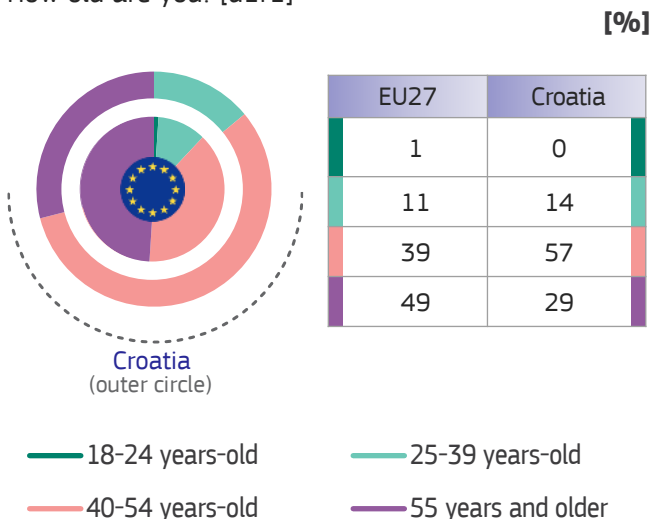 [%]
EU27 Croatia
1 0
11 14
39 57
49 29
Croatia
(outer circle)
18-24 years-old 25-39 years-old
40-54 years-old 55 years and older